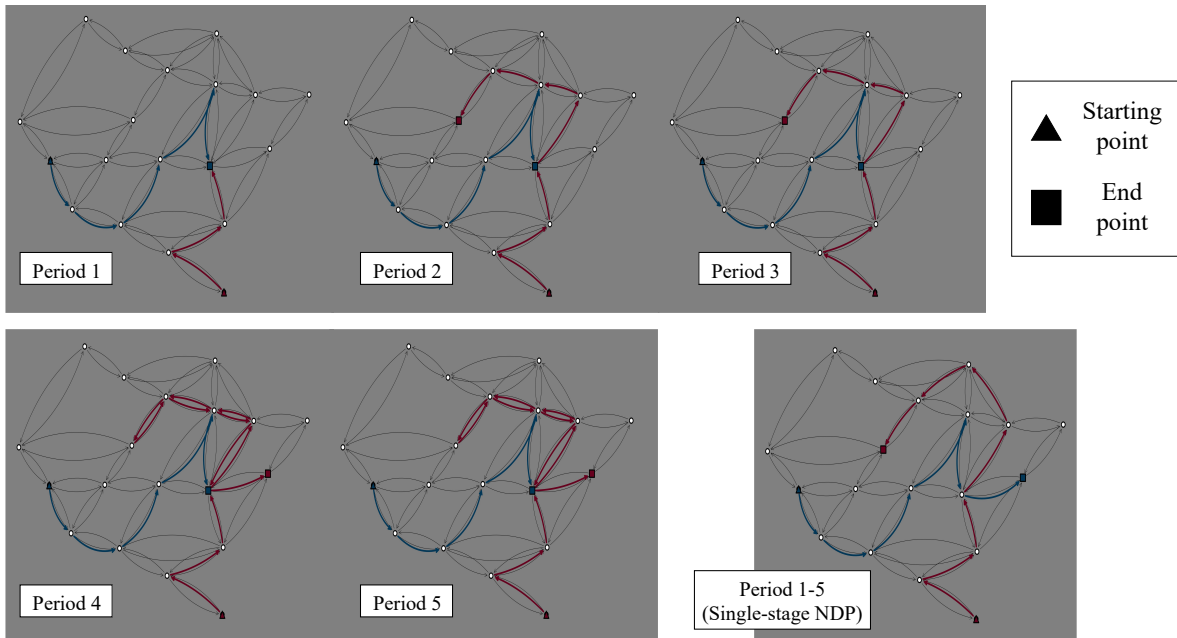 Period 1
Period 2
Period 3
Starting
point
End
point
Period 4
Period 5
Period 1-5
(Single-stage NDP)